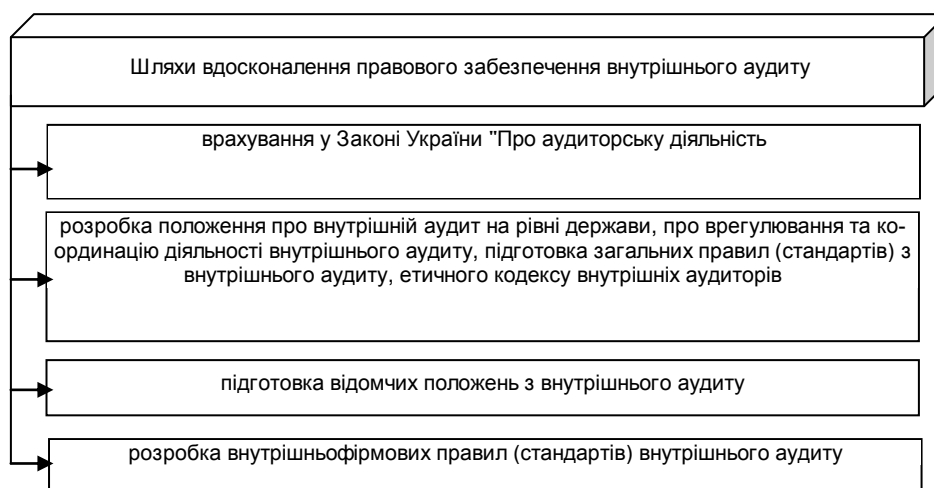 Шляхи вдосконалення правового забезпечення внутрішнього аудиту
врахування у Законі України "Про аудиторську діяльність
розробка положення про внутрішній аудит на рівні держави, про врегулювання та ко-
ординацію діяльності внутрішнього аудиту, підготовка загальних правил (стандартів) з
внутрішнього аудиту, етичного кодексу внутрішніх аудиторів
підготовка відомчих положень з внутрішнього аудиту
розробка внутрішньофірмових правил (стандартів) внутрішнього аудиту